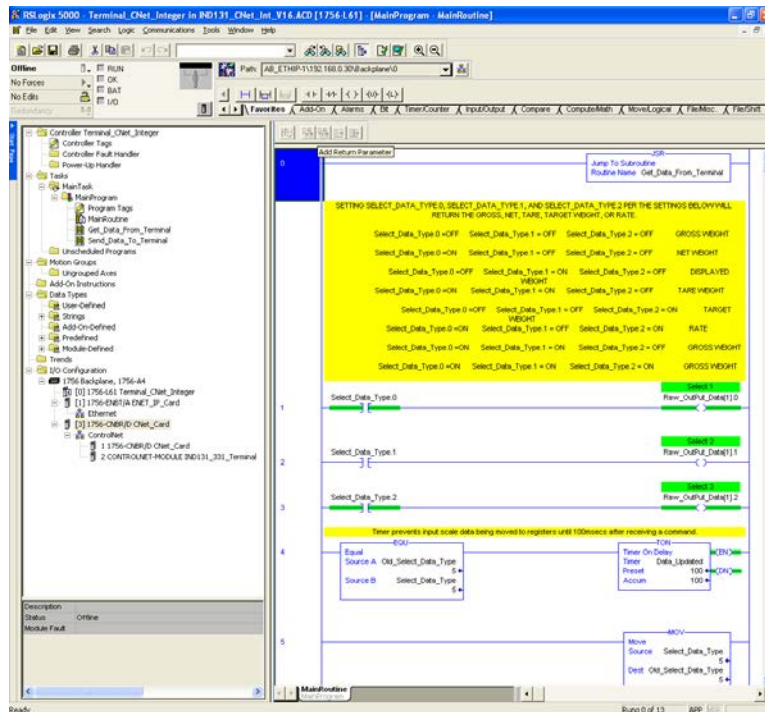 RSLogix 5000 - Terminal_CNet_Integer in IND131_CNet_Int_V16.ACD [1756-L61] - [MainProgram - MainRoutine]
File Edit View Search Logic Communications Tools Window Help
Offline
RUN
No Forces
OK
No Edits
BAT
Redundancy
I/O
Path: AB_ETHIP-1\192.168.0.30\Backplane\0
Favorites Add-On Alarms Bit Timer/Counter Input/Output Compare Compute/Math Move/Logical File/Misc. File/Shift
Controller Terminal_CNet_Integer
Controller Tags
Controller Fault Handler
Power-Up Handler
Tasks
MainTask
MainProgram
Program Tags
MainRoutine
Get_Data_From_Terminal
Send_Data_To_Terminal
Unscheduled Programs
Motion Groups
Ungrouped Axes
Add-On Instructions
Data Types
User-Defined
Strings
Add-On-Defined
Predefined
Module-Defined
Trends
I/O Configuration
1756 Backplane, 1756-A4
[0] 1756-L61 Terminal_CNet_Integer
[1] 1756-ENBT/A ENET_IP_Card
Ethernet
[3] 1756-CNBR/D CNet_Card
ControlNet
1 1756-CNBR/D CNet_Card
2 CONTROLNET-MODULE IND131_331_Terminal
Description
Status Offline
Module Fault
Add Return Parameter
0
JSR
Jump To Subroutine
Routine Name Get_Data_From_Terminal
SETTING SELECT_DATA_TYPE.0, SELECT_DATA_TYPE.1, AND SELECT_DATA_TYPE.2 PER THE SETTINGS BELOW WILL
RETURN THE GROSS, NET, TARE, TARGET WEIGHT, OR RATE.
Select_Data_Type.0 =OFF Select_Data_Type.1 = OFF Select_Data_Type.2 = OFF GROSS WEIGHT
Select_Data_Type.0 =ON Select_Data_Type.1 = OFF Select_Data_Type.2 = OFF NET WEIGHT
Select_Data_Type.0 =OFF Select_Data_Type.1 = ON Select_Data_Type.2 = OFF DISPLAYED
WEIGHT
Select_Data_Type.0 =ON Select_Data_Type.1 = ON Select_Data_Type.2 = OFF TARE WEIGHT
Select_Data_Type.0 =OFF Select_Data_Type.1 = OFF Select_Data_Type.2 = ON TARGET
WEIGHT
Select_Data_Type.0 =ON Select_Data_Type.1 = OFF Select_Data_Type.2 = ON RATE
Select_Data_Type.0 =ON Select_Data_Type.1 = ON Select_Data_Type.2 = OFF GROSS WEIGHT
Select_Data_Type.0 =ON Select_Data_Type.1 = ON Select_Data_Type.2 = ON GROSS WEIGHT
Select 1
Select_Data_Type.0 Raw_OutPut_Data[1].0
1
Select 2
Select_Data_Type.1 Raw_OutPut_Data[1].1
2
Select 3
Select_Data_Type.2 Raw_OutPut_Data[1].2
3
Timer prevents input scale data being moved to registers until 100msecs after receiving a command.
4
EQU
Equal
Source A Old_Select_Data_Type
5
Source B Select_Data_Type
5
TON
Timer On Delay
Timer Data_Updated
Preset 100
Accum 100
EN
DN
5
MOV
Move
Source Select_Data_Type
5
Dest Old_Select_Data_Type
5
MainRoutine
MainProgram
Ready
Rung 0 of 13 APP